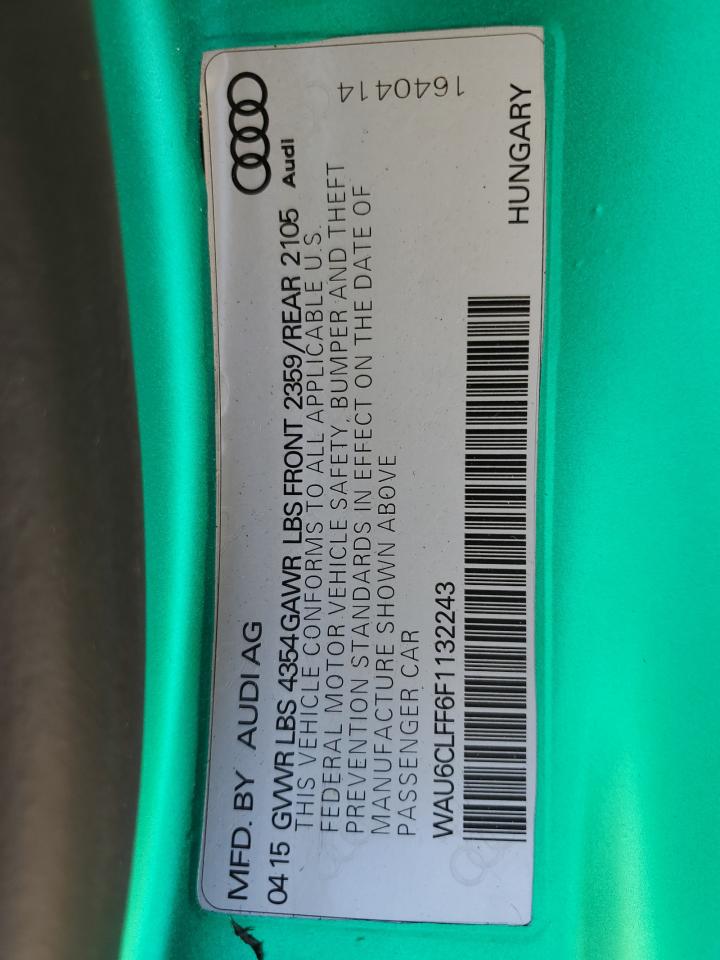 MFD. BY AUDI AG
0415 GVWR LBS 4354 GAWR LBS FRONT 2359/REAR 2105
Audi
THIS VEHICLE CONFORMS TO ALL APPLICABLE U.S.
FEDERAL MOTOR VEHICLE SAFETY, BUMPER AND THEFT
PREVENTION STANDARDS IN EFFECT ON THE DATE OF
MANUFACTURE SHOWN ABOVE
PASSENGER CAR
1640414
WAU6CLFF6F1132243
HUNGARY